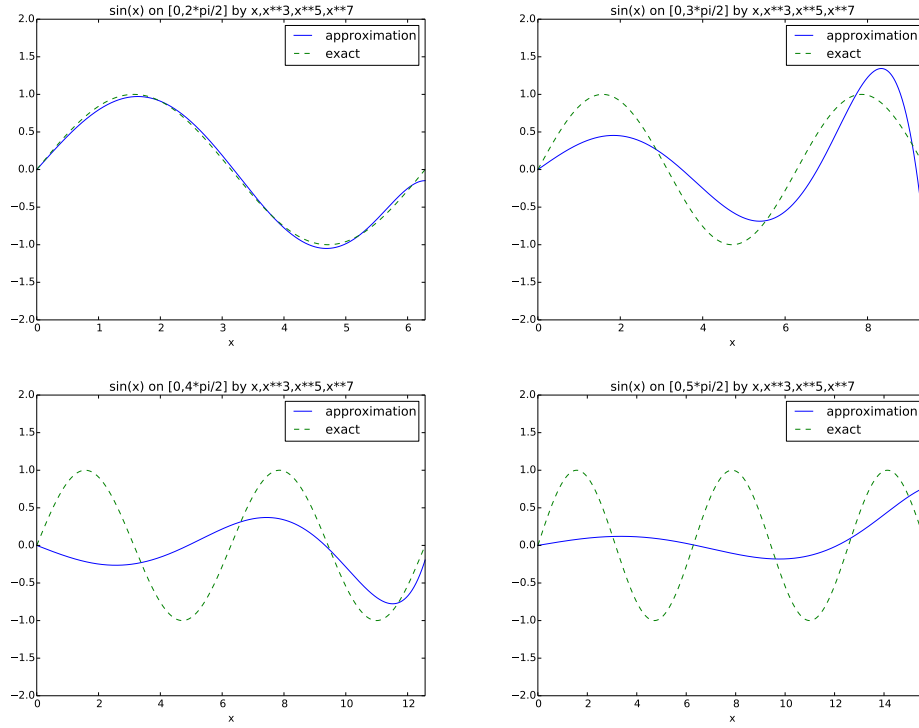 sin(x) on [0,2*pi/2] by x,x**3,x**5,x**7
2.0
1.5
1.0
0.5
0.0
−0.5
−1.0
−1.5
−2.0
0 1 2 3 4 5 6
x
approximation
exact
sin(x) on [0,3*pi/2] by x,x**3,x**5,x**7
2.0
1.5
1.0
0.5
0.0
−0.5
−1.0
−1.5
−2.0
0 2 4 6 8
x
approximation
exact
sin(x) on [0,4*pi/2] by x,x**3,x**5,x**7
2.0
1.5
1.0
0.5
0.0
−0.5
−1.0
−1.5
−2.0
0 2 4 6 8 10 12
x
approximation
exact
sin(x) on [0,5*pi/2] by x,x**3,x**5,x**7
2.0
1.5
1.0
0.5
0.0
−0.5
−1.0
−1.5
−2.0
0 2 4 6 8 10 12 14
x
approximation
exact